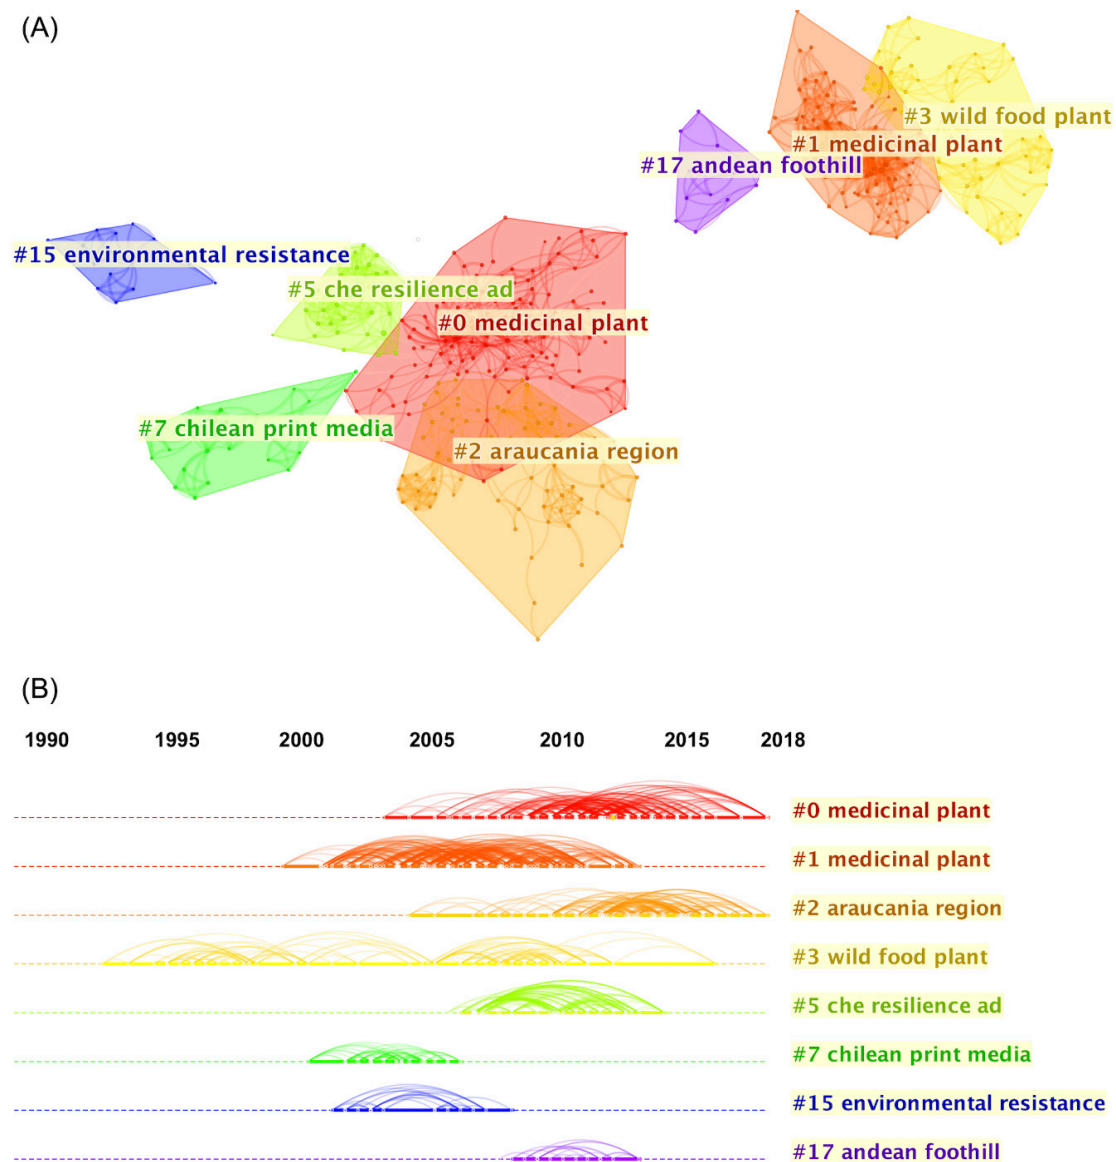 (A)
#3 wild food plant
#1 medicinal plant
#17 andean foothill
#15 environmental resistance
#5 che resilience ad
#0 medicinal plant
#7 chilean print media
#2 araucania region
(B)
1990 1995 2000 2005 2010 2015 2018
#0 medicinal plant
#1 medicinal plant
#2 araucania region
#3 wild food plant
#5 che resilience ad
#7 chilean print media
#15 environmental resistance
#17 andean foothill